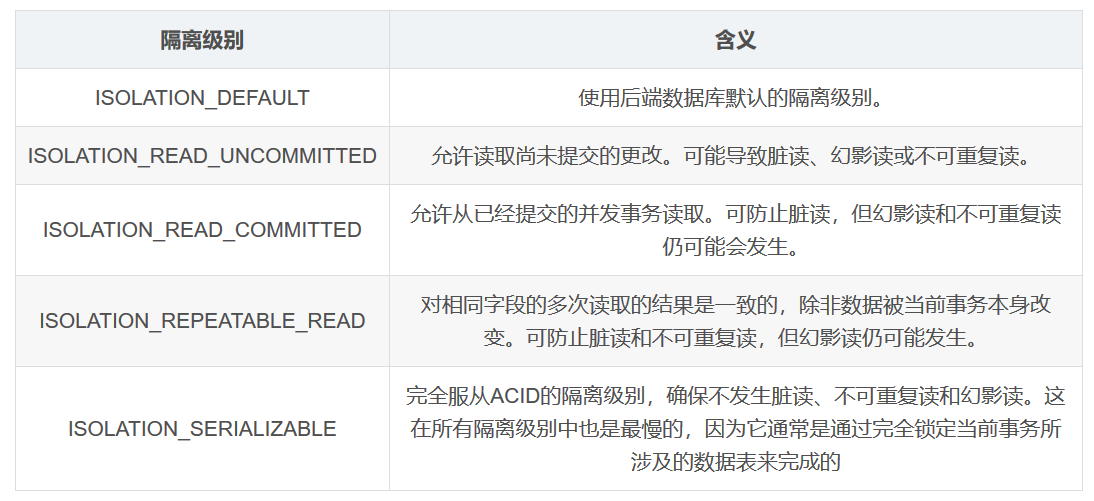 隔离级别
含义
ISOLATION_DEFAULT
使用后端数据库默认的隔离级别。
ISOLATION_READ_UNCOMMITTED
允许读取尚未提交的更改。可能导致脏读、幻影读或不可重复读。
ISOLATION_READ_COMMITTED
允许从已经提交的并发事务读取。可防止脏读，但幻影读和不可重复读
仍可能会发生。
ISOLATION_REPEATABLE_READ
对相同字段的多次读取的结果是一致的，除非数据被当前事务本身改
变。可防止脏读和不可重复读，但幻影读仍可能发生。
ISOLATION_SERIALIZABLE
完全服从ACID的隔离级别，确保不发生脏读、不可重复读和幻影读。这
在所有隔离级别中也是最慢的，因为它通常是通过完全锁定当前事务所
涉及的数据表来完成的